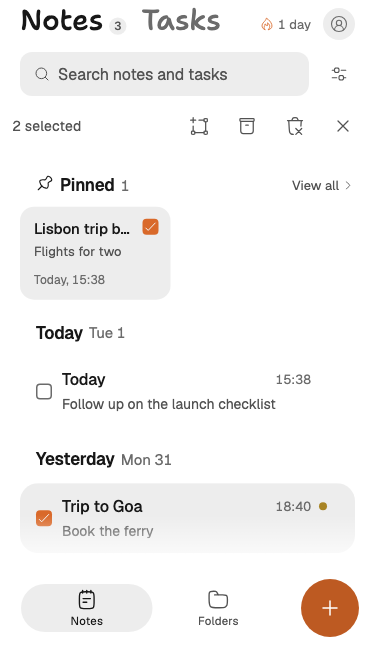 Notes 3 Tasks 1 day
Search notes and tasks
2 selected
Pinned 1 View all
Lisbon trip b...
Flights for two
Today, 15:38
Today Tue 1
Today 15:38
Follow up on the launch checklist
Yesterday Mon 31
Trip to Goa 18:40
Book the ferry
Notes Folders